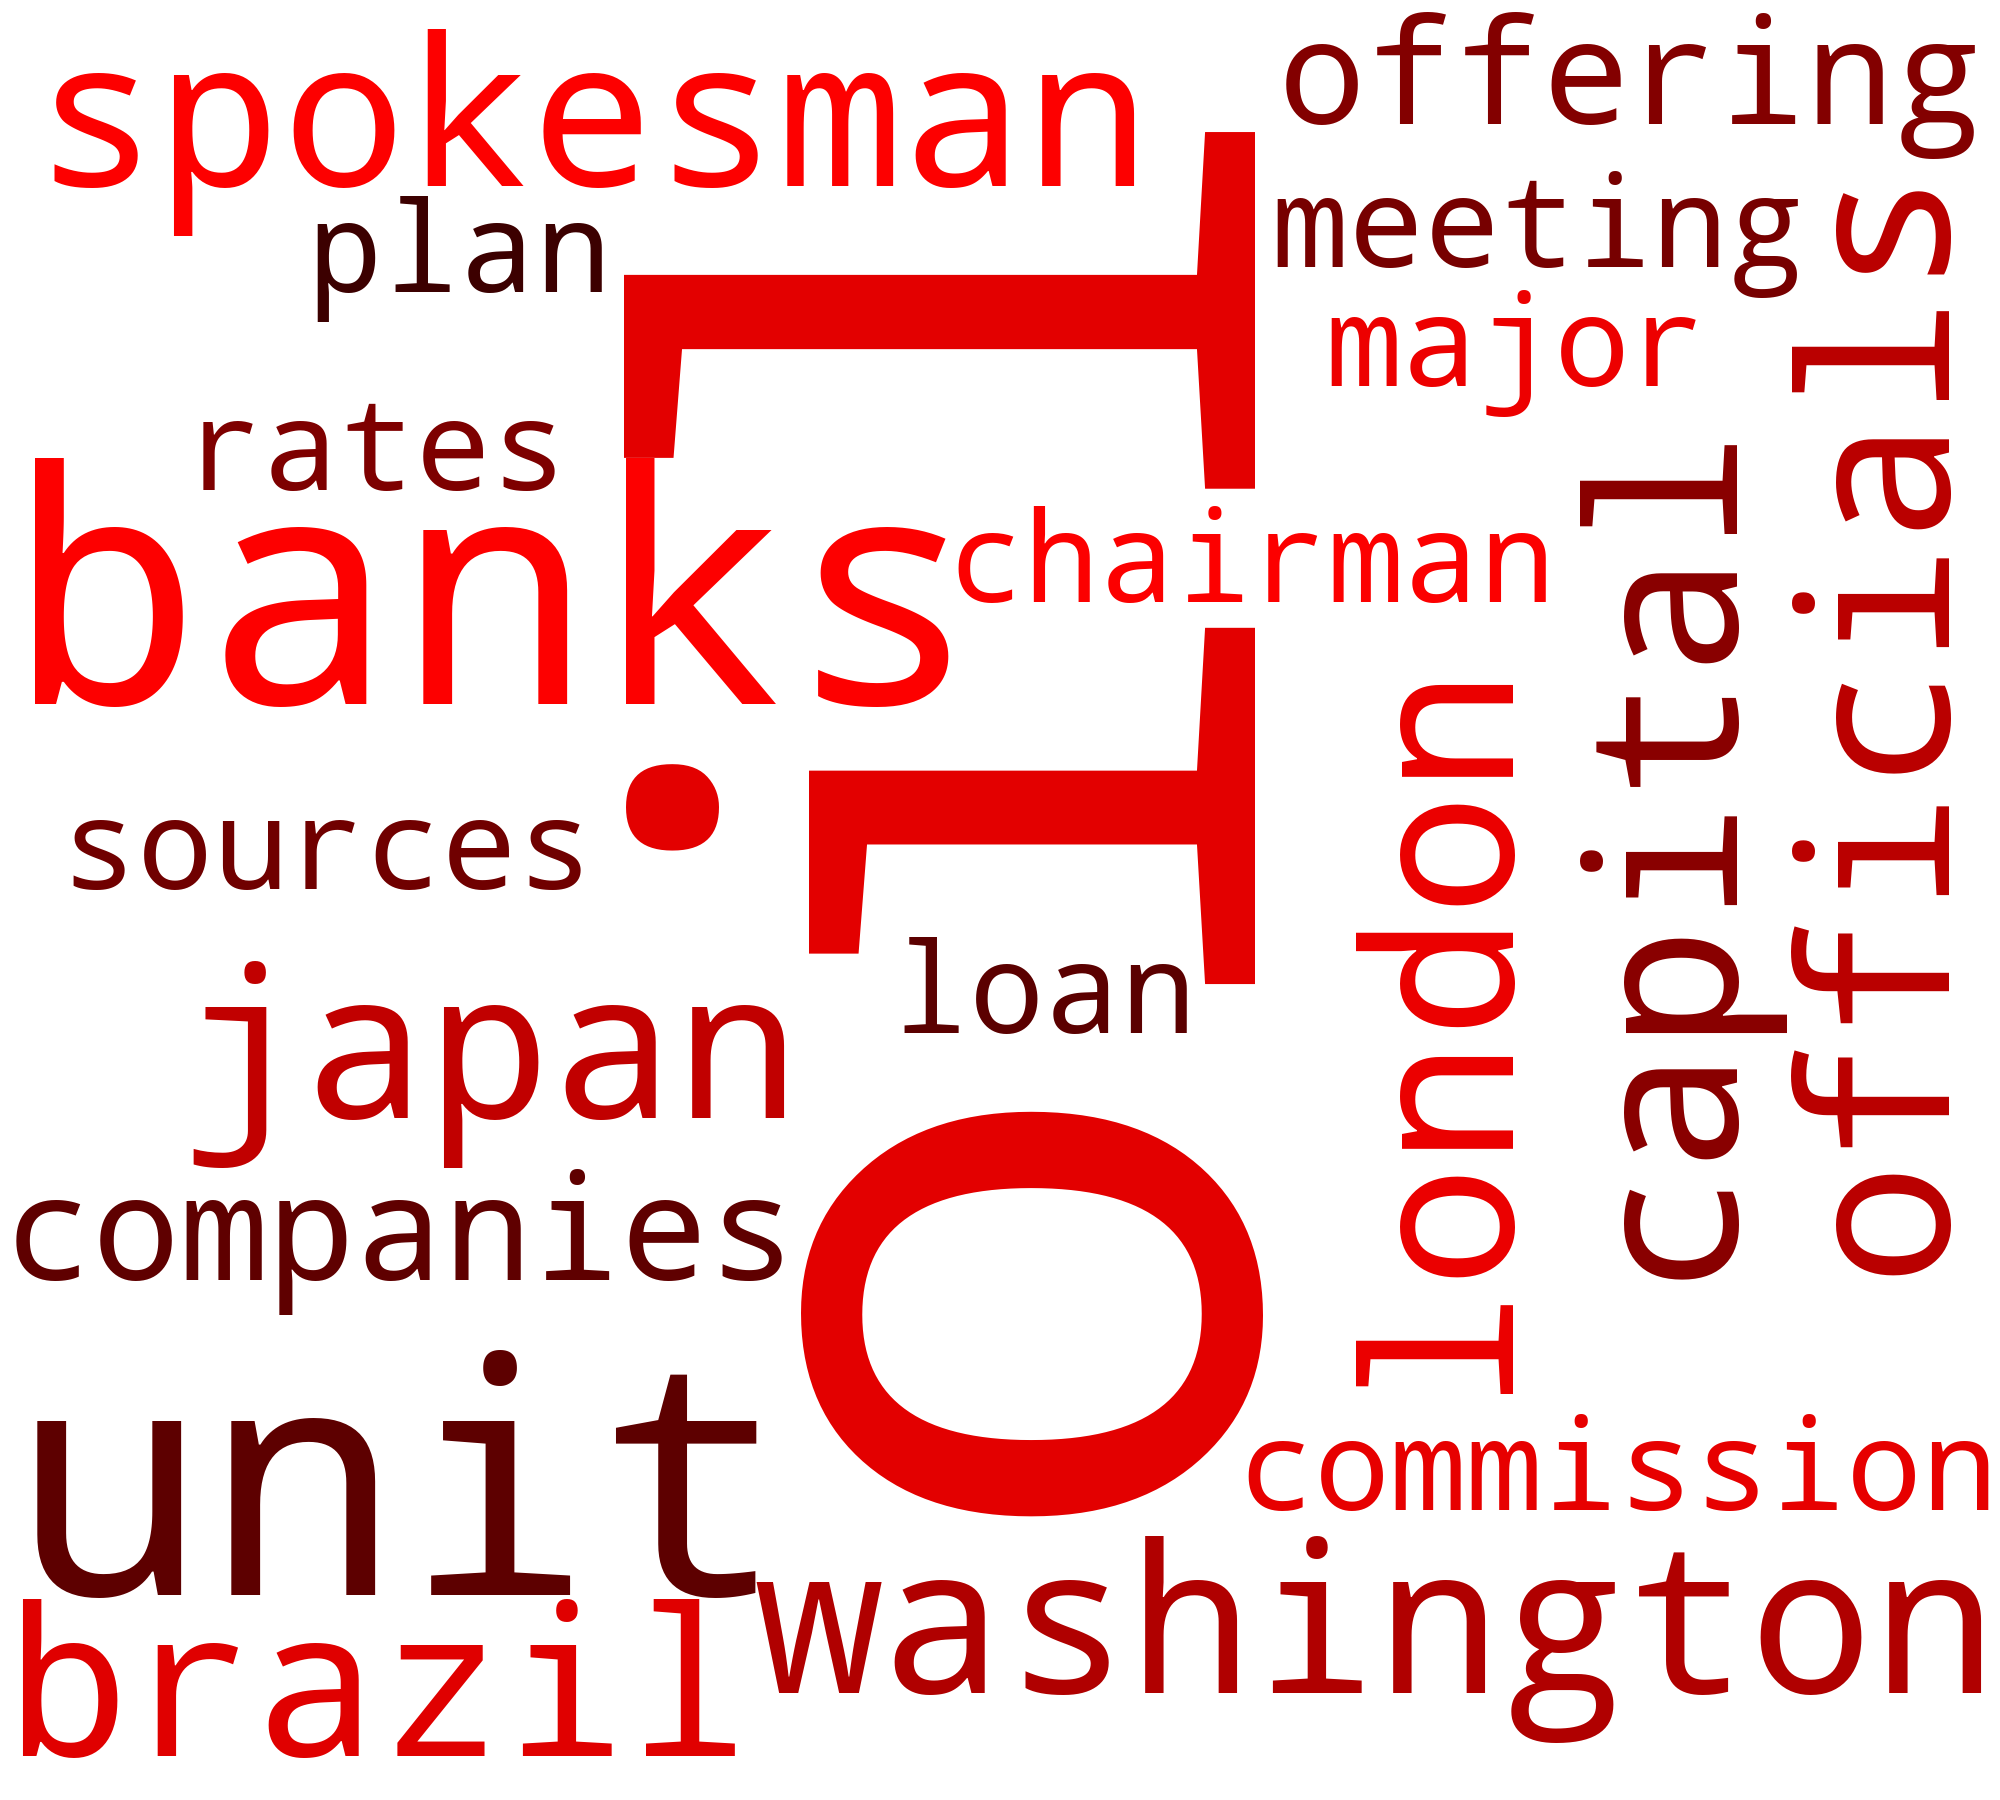 spokesman
offering
plan
meeting
major
rates
oil
banks
chairman
officials
capital
london
sources
loan
japan
companies
unit
commission
washington
brazil